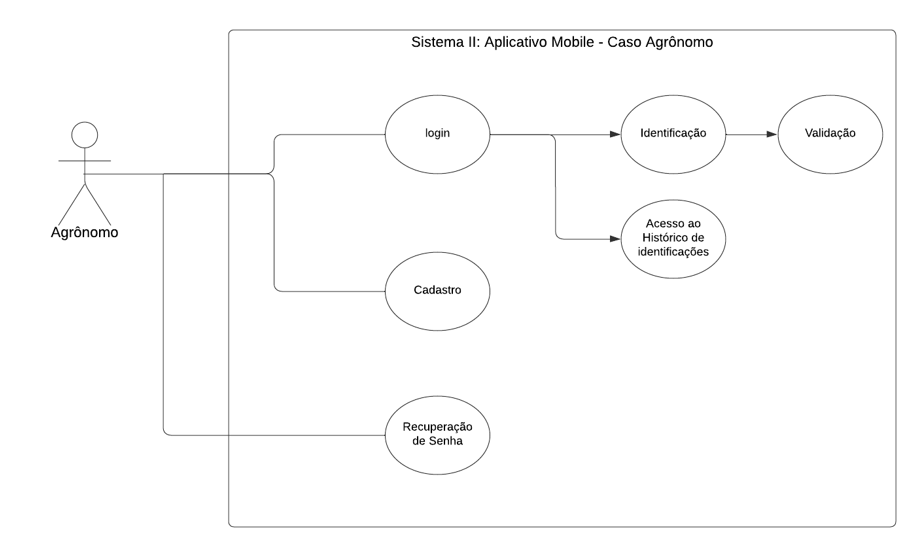 Sistema II: Aplicativo Mobile - Caso Agrônomo
login
Identificação
Validação
Agrônomo
Acesso ao
Histórico de
identificações
Cadastro
Recuperação
de Senha